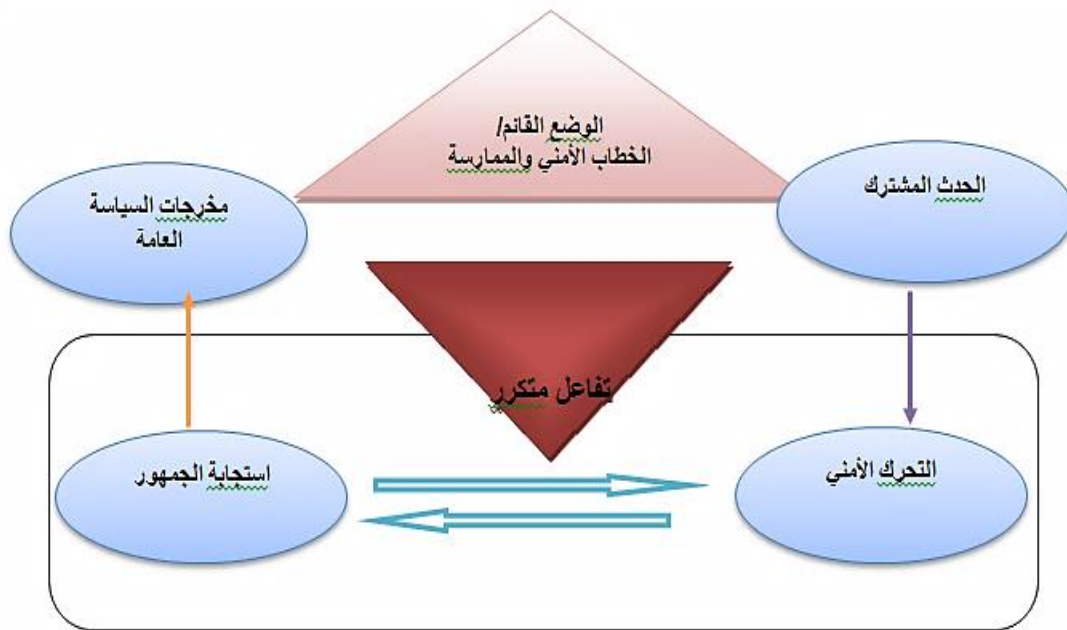 الوضع القائم/
الخطاب الأمني والممارسة
الحدث المشترك
مخرجات السياسة
العامة
تفاعل متكرر
التحرك الأمني
استجابة الجمهور